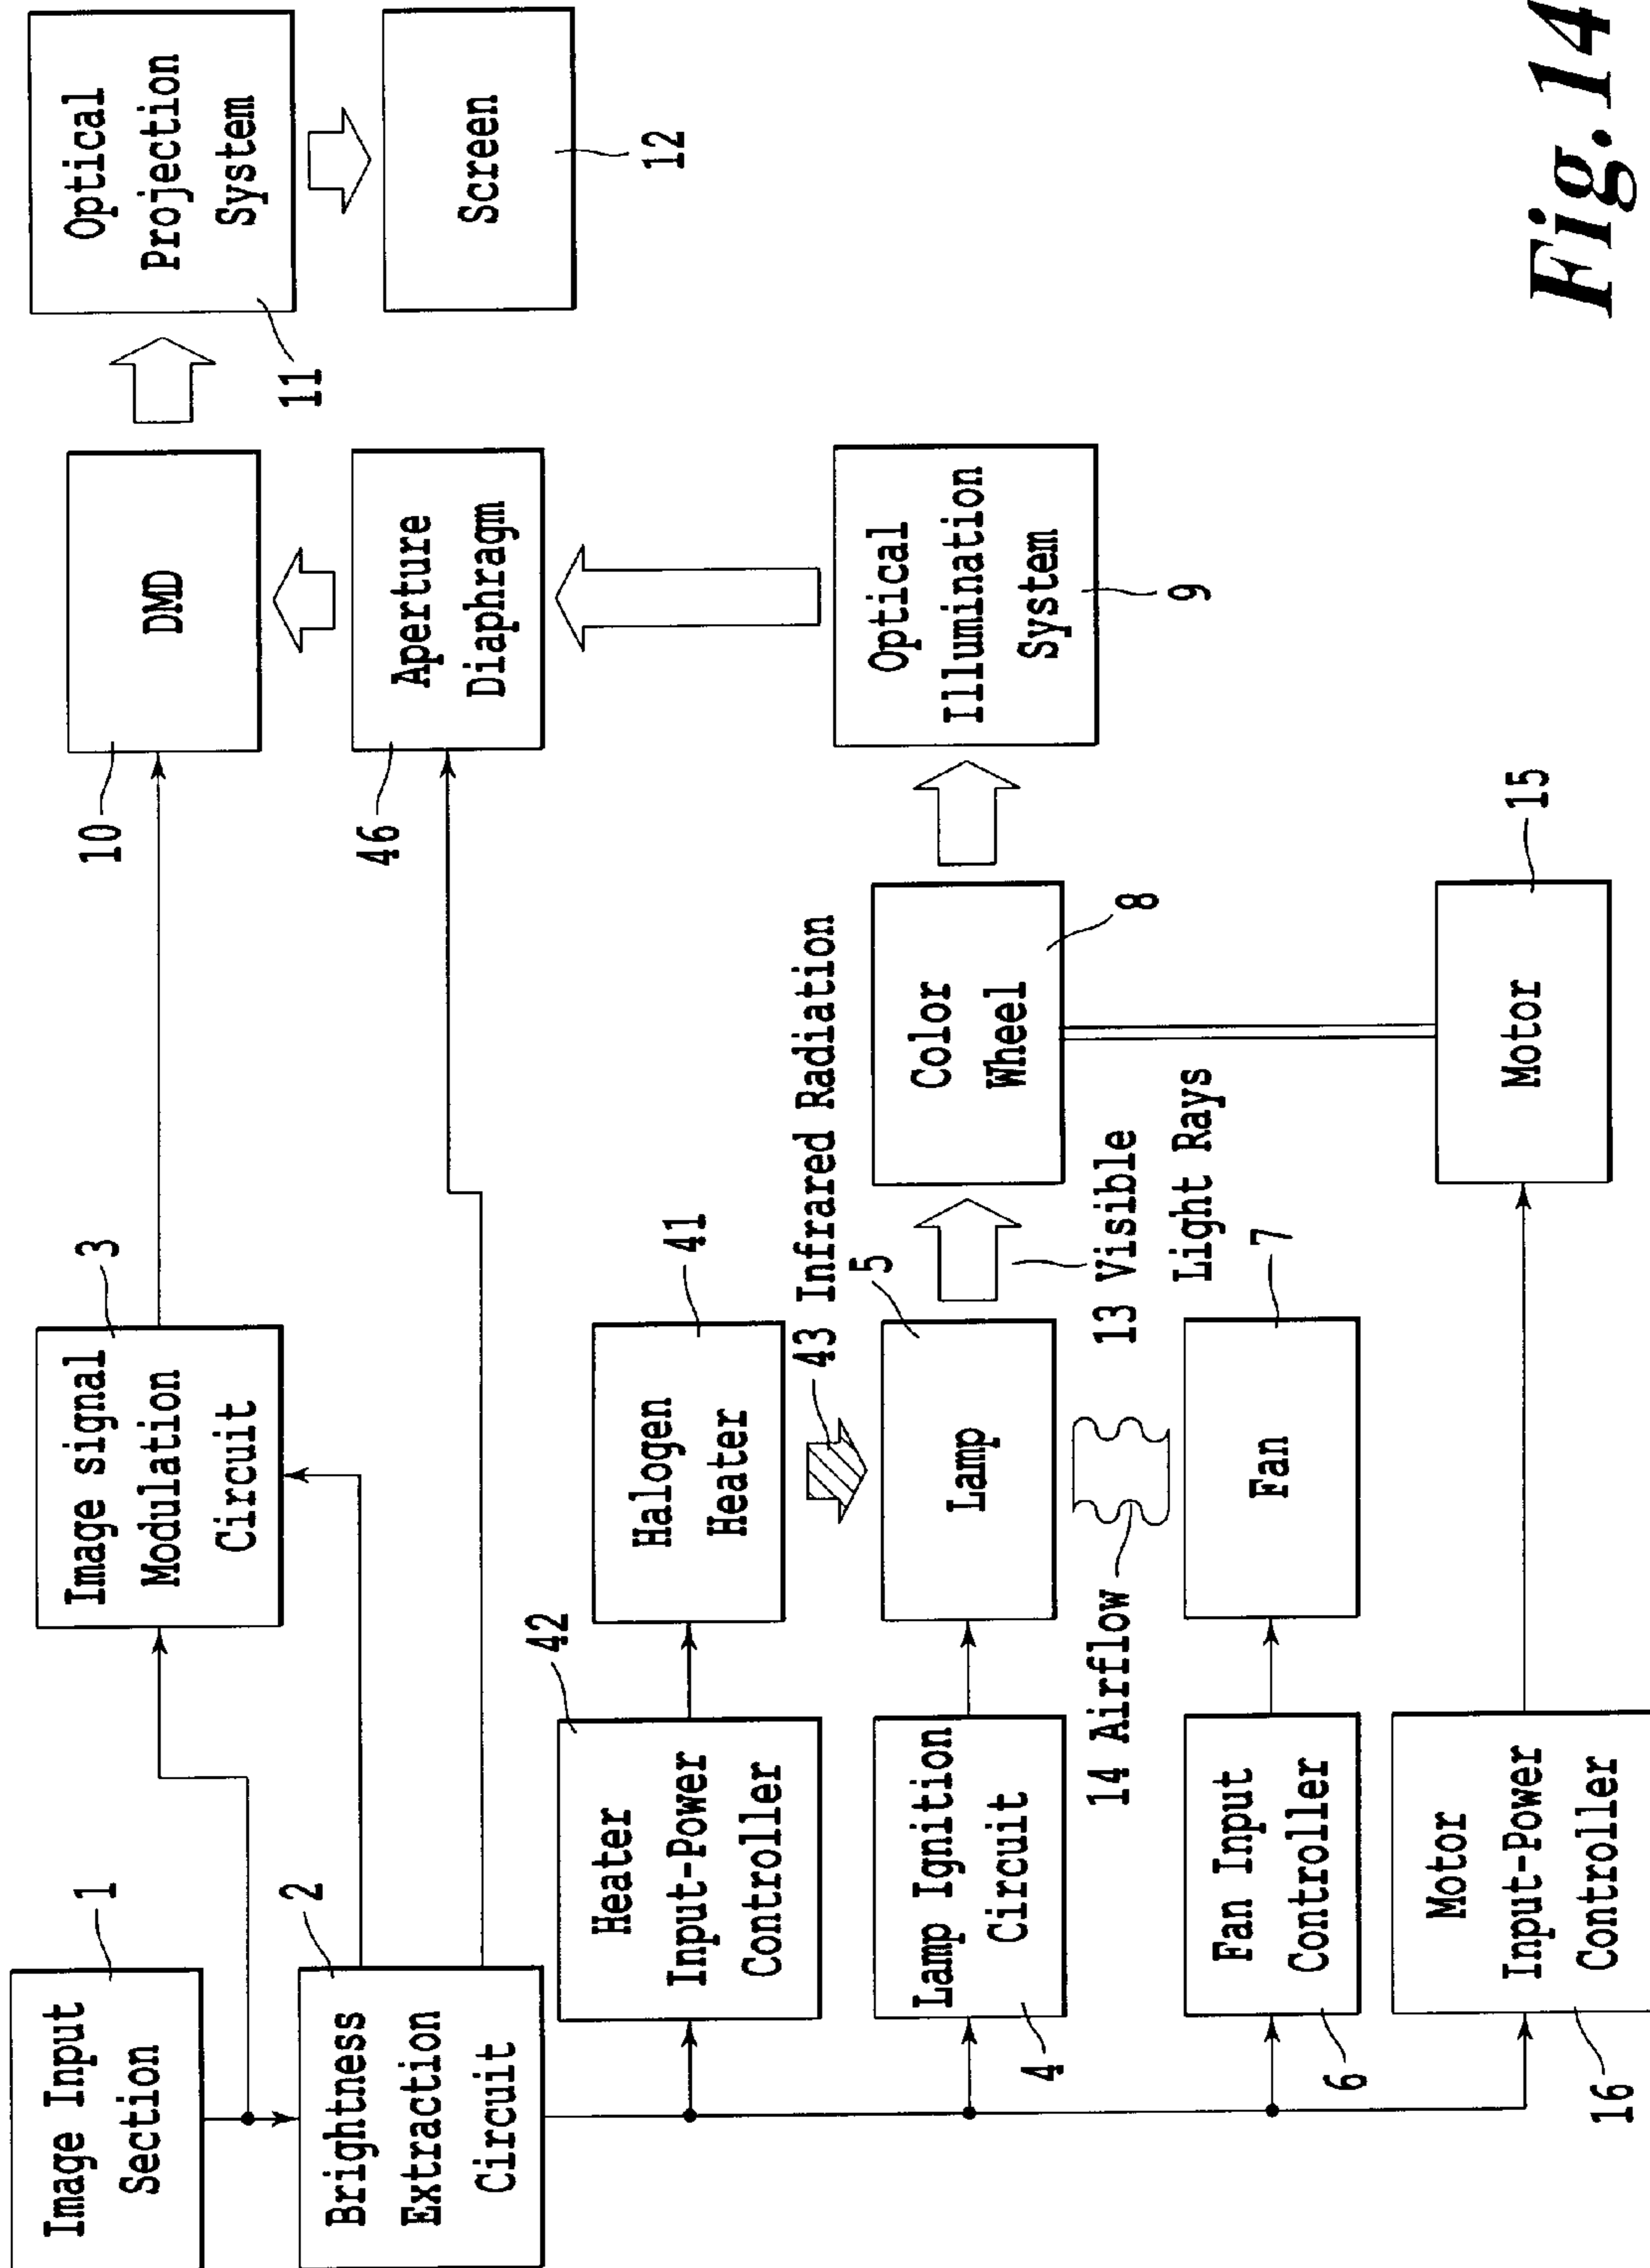 Image Input
Section
1
Brightness
Extraction
Circuit
2
Image signal
Modulation
Circuit
3
DMD
10
Optical
Projection
System
11
Screen
12
Aperture
Diaphragm
46
Heater
Input-Power
Controller
42
Halogen
Heater
41
43 Infrared Radiation
Lamp Ignition
Circuit
4
Lamp
5
13 Visible
Light Rays
Color
Wheel
8
Optical
Illumination
System
9
14 Airflow
Fan Input
Controller
6
Fan
7
Motor
Input-Power
Controller
16
Motor
15
Fig.14